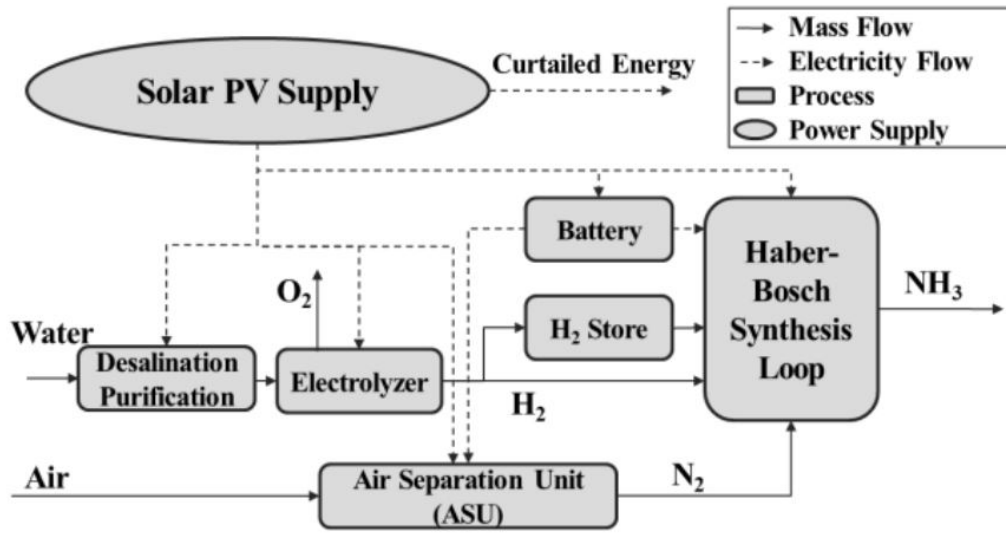 Solar PV Supply
Curtailed Energy
Mass Flow
Electricity Flow
Process
Power Supply
Battery
Haber-
Bosch
Synthesis
Loop
NH₃
O₂
H₂ Store
Water
Desalination
Purification
Electrolyzer
H₂
Air
Air Separation Unit
(ASU)
N₂